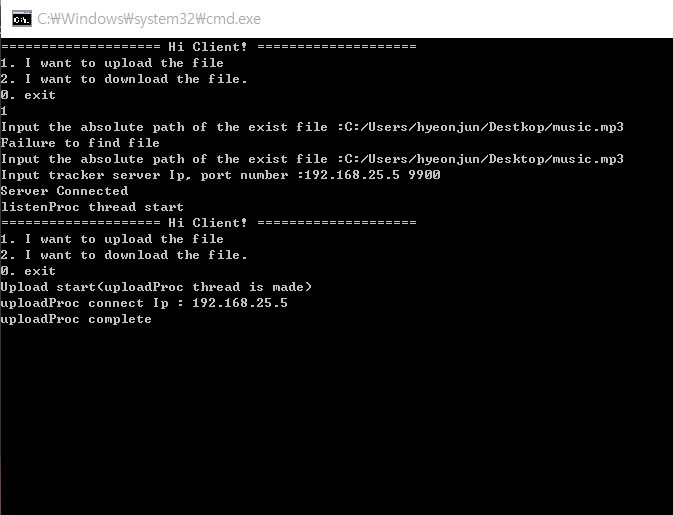 C:\Windows₩system32₩cmd.exe
==================== Hi Client! ====================
1. I want to upload the file
2. I want to download the file.
0. exit
1
Input the absolute path of the exist file :C:/Users/hyeonjun/Destkop/music.mp3
Failure to find file
Input the absolute path of the exist file :C:/Users/hyeonjun/Desktop/music.mp3
Input tracker server Ip, port number :192.168.25.5 9900
Server Connected
listenProc thread start
==================== Hi Client! ====================
1. I want to upload the file
2. I want to download the file.
0. exit
Upload start(uploadProc thread is made)
uploadProc connect Ip : 192.168.25.5
uploadProc complete